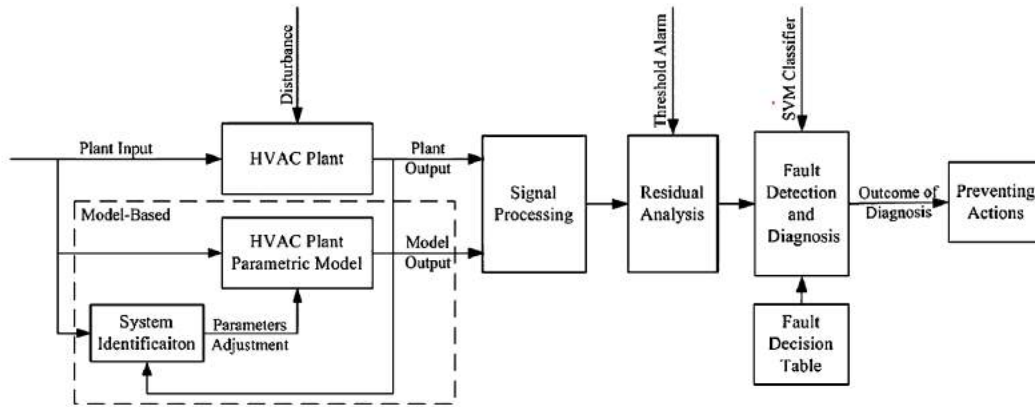 Disturbance
Threshold Alarm
SVM Classifier
Plant Input
HVAC Plant
Plant
Output
Model-Based
HVAC Plant
Parametric Model
Model
Output
System
Identificaiton
Parameters
Adjustment
Signal
Processing
Residual
Analysis
Fault
Detection
and
Diagnosis
Outcome of
Diagnosis
Preventing
Actions
Fault
Decision
Table